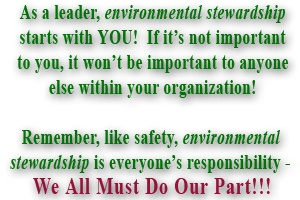 As a leader, environmental stewardship
starts with YOU!  If it's not important
to you, it won't be important to anyone
else within your organization!
Remember, like safety, environmental
stewardship is everyone's responsibility -
We All Must Do Our Part!!!